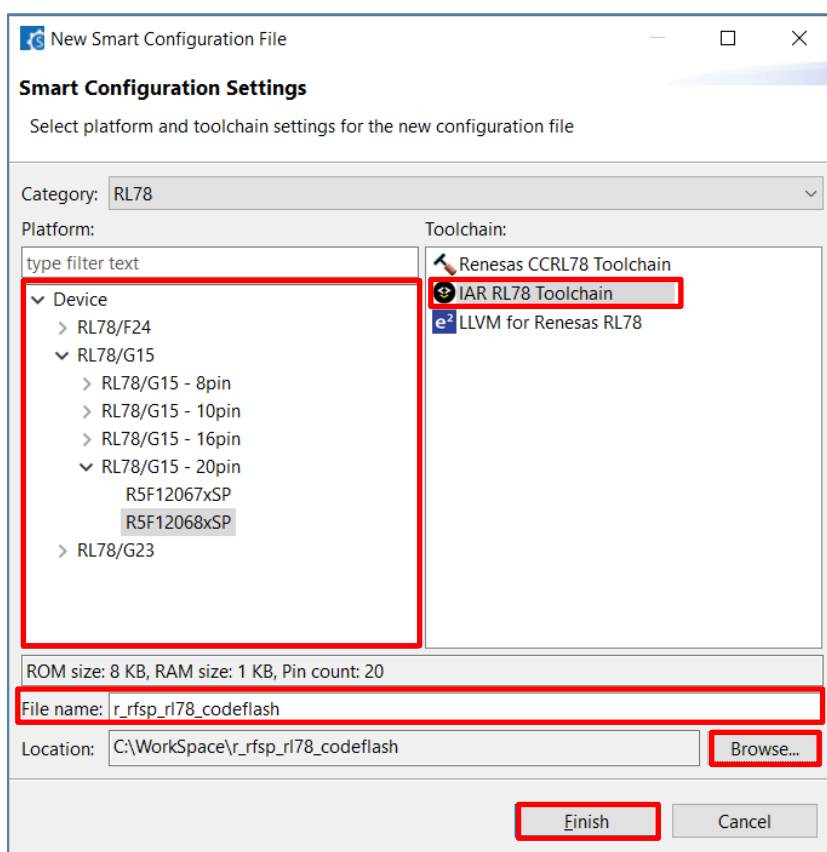 New Smart Configuration File
Smart Configuration Settings
Select platform and toolchain settings for the new configuration file
Category: RL78
Platform:
Toolchain:
type filter text
Device
RL78/F24
RL78/G15
RL78/G15 - 8pin
RL78/G15 - 10pin
RL78/G15 - 16pin
RL78/G15 - 20pin
R5F12067xSP
R5F12068xSP
RL78/G23
Renesas CCRL78 Toolchain
IAR RL78 Toolchain
e² LLVM for Renesas RL78
ROM size: 8 KB, RAM size: 1 KB, Pin count: 20
File name: r_rfsp_rl78_codeflash
Location: C:\WorkSpace\r_rfsp_rl78_codeflash
Browse...
Finish
Cancel